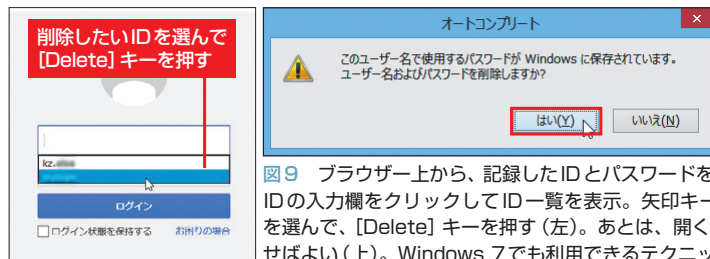 削除したいIDを選んで
[Delete] キーを押す
kz.
ログイン
ログイン状態を保持する
お困りの場合
オートコンプリート
このユーザー名で使用するパスワードが Windows に保存されています。
ユーザー名およびパスワードを削除しますか?
はい(Y)
いいえ(N)
図9 ブラウザー上から、記録したIDとパスワードを
IDの入力欄をクリックしてID一覧を表示。矢印キー
を選んで、[Delete] キーを押す(左)。あとは、開く
せばよい(上)。Windows 7でも利用できるテクニッ